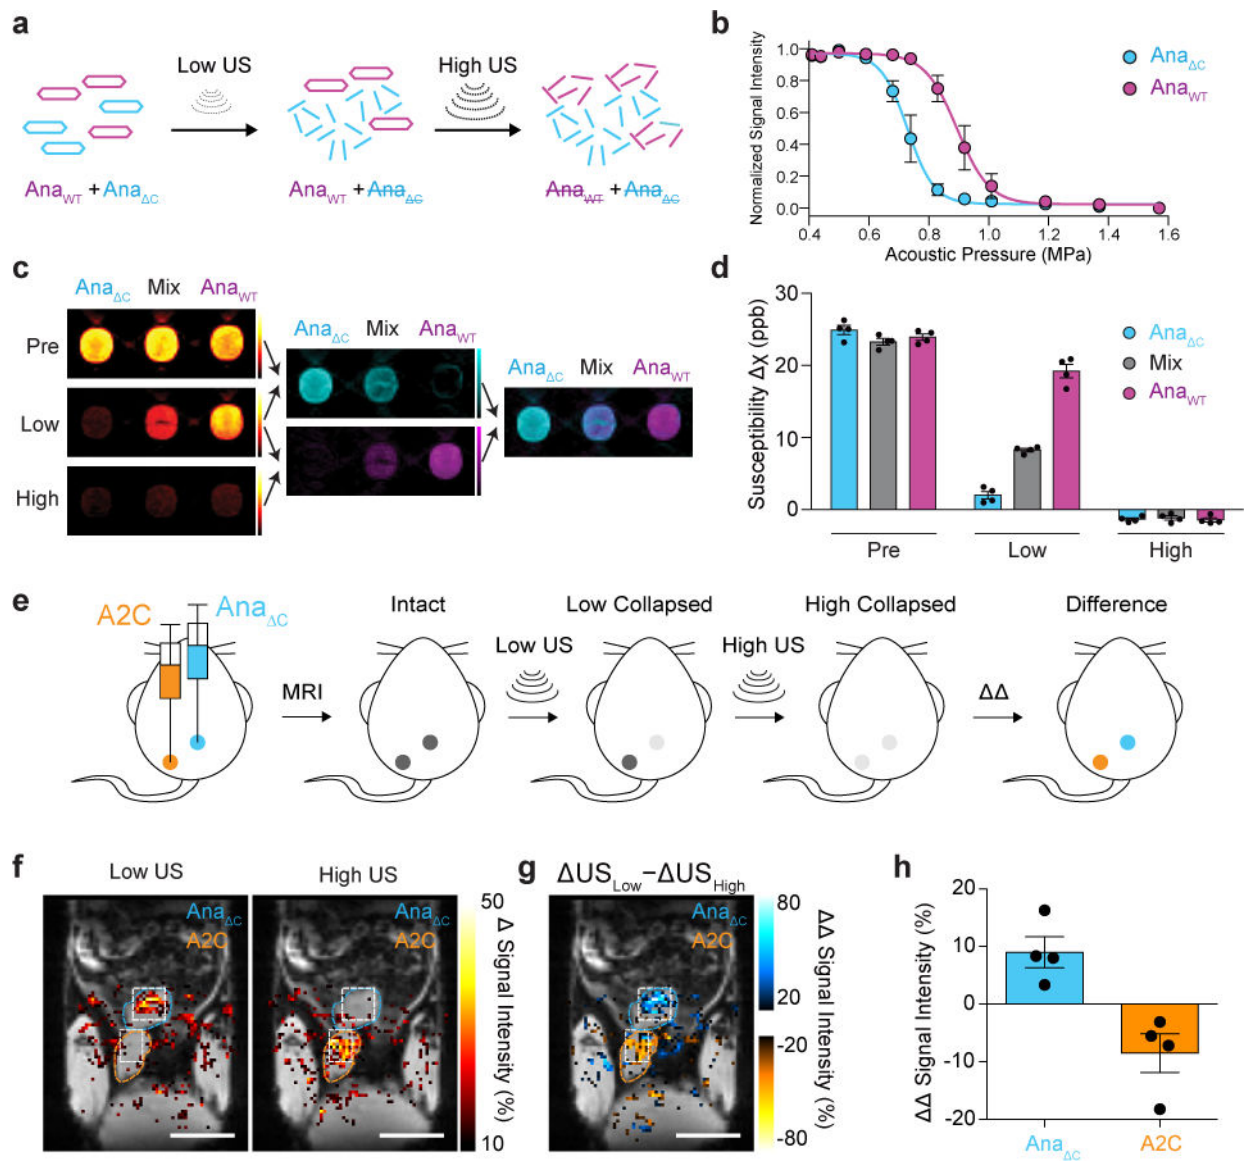 a
Low US
High US
Ana_WT + Ana_ΔC
Ana_WT + Ana_ΔC
Ana_WT + Ana_ΔC
b
Normalized Signal Intensity
1.0
0.8
0.6
0.4
0.2
0.0
0.4
0.6
0.8
1.0
1.2
1.4
1.6
Acoustic Pressure (MPa)
Ana_ΔC
Ana_WT
c
Ana_ΔC Mix Ana_WT
Pre
Low
High
Ana_ΔC Mix Ana_WT
Ana_ΔC Mix Ana_WT
d
Susceptibility Δχ (ppb)
30
20
10
0
Pre
Low
High
Ana_ΔC
Mix
Ana_WT
e
A2C
Ana_ΔC
MRI
Intact
Low US
Low Collapsed
High US
High Collapsed
ΔΔ
Difference
f
Low US
High US
Ana_ΔC
A2C
Ana_ΔC
A2C
50
Δ Signal Intensity (%)
10
g
ΔUS_Low−ΔUS_High
Ana_ΔC
A2C
80
20
-20
-80
ΔΔ Signal Intensity (%)
h
ΔΔ Signal Intensity (%)
20
10
0
-10
-20
Ana_ΔC
A2C